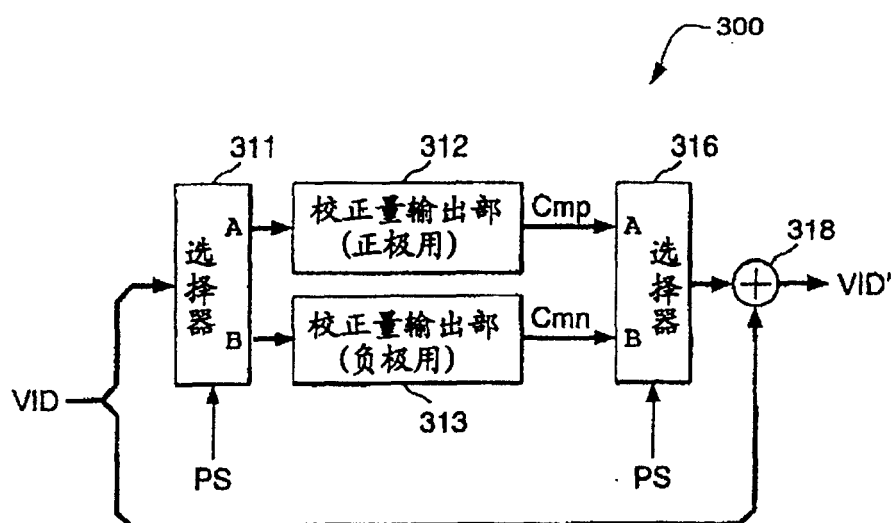 300
311
312
316
318
选择器
A
B
校正量输出部
(正极用)
Cmp
校正量输出部
(负极用)
Cmn
313
A
选择器
B
VID'
VID
PS
PS